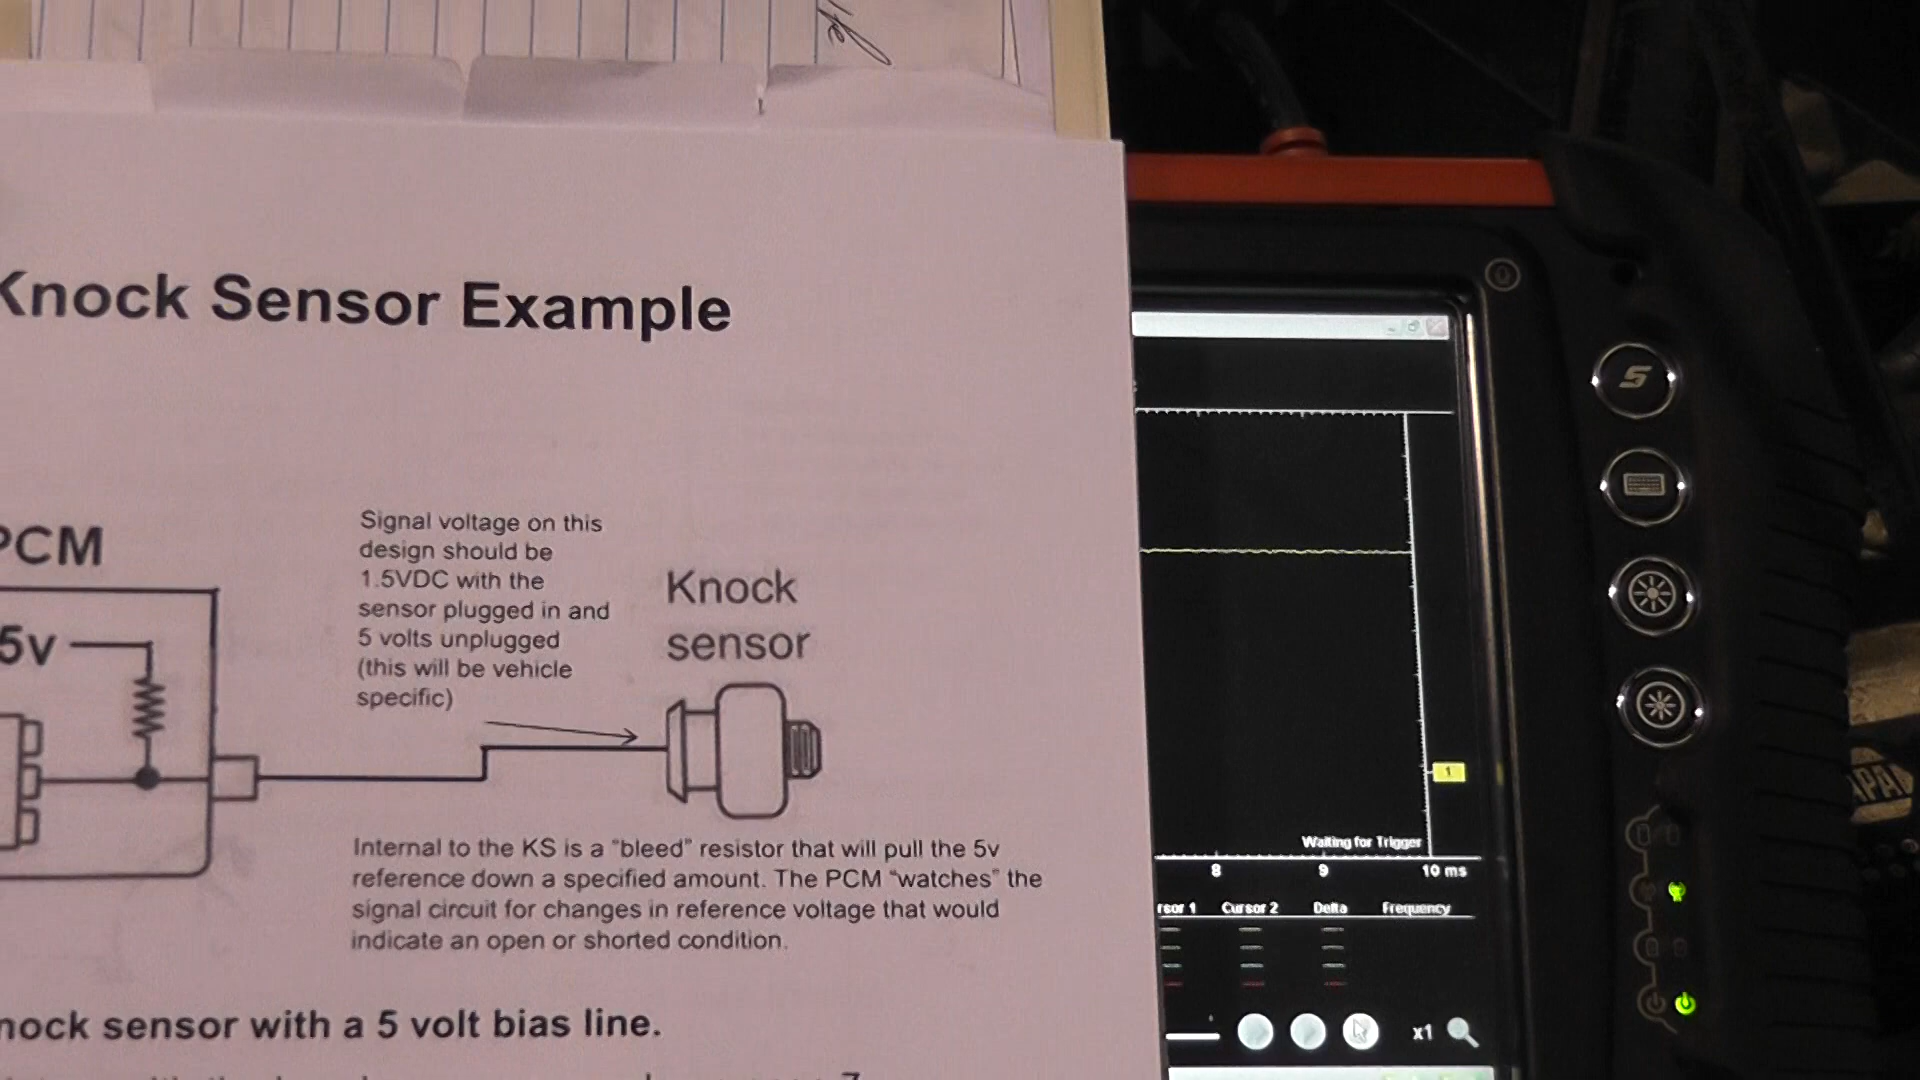 Knock Sensor Example
PCM
5v
Signal voltage on this
design should be
1.5VDC with the
sensor plugged in and
5 volts unplugged
(this will be vehicle
specific)
Knock
sensor
Internal to the KS is a "bleed" resistor that will pull the 5v
reference down a specified amount. The PCM "watches" the
signal circuit for changes in reference voltage that would
indicate an open or shorted condition.
nock sensor with a 5 volt bias line.
1
Waiting for Trigger
8 9 10 ms
rsor 1 Cursor 2 Delta Frequency
x1
S